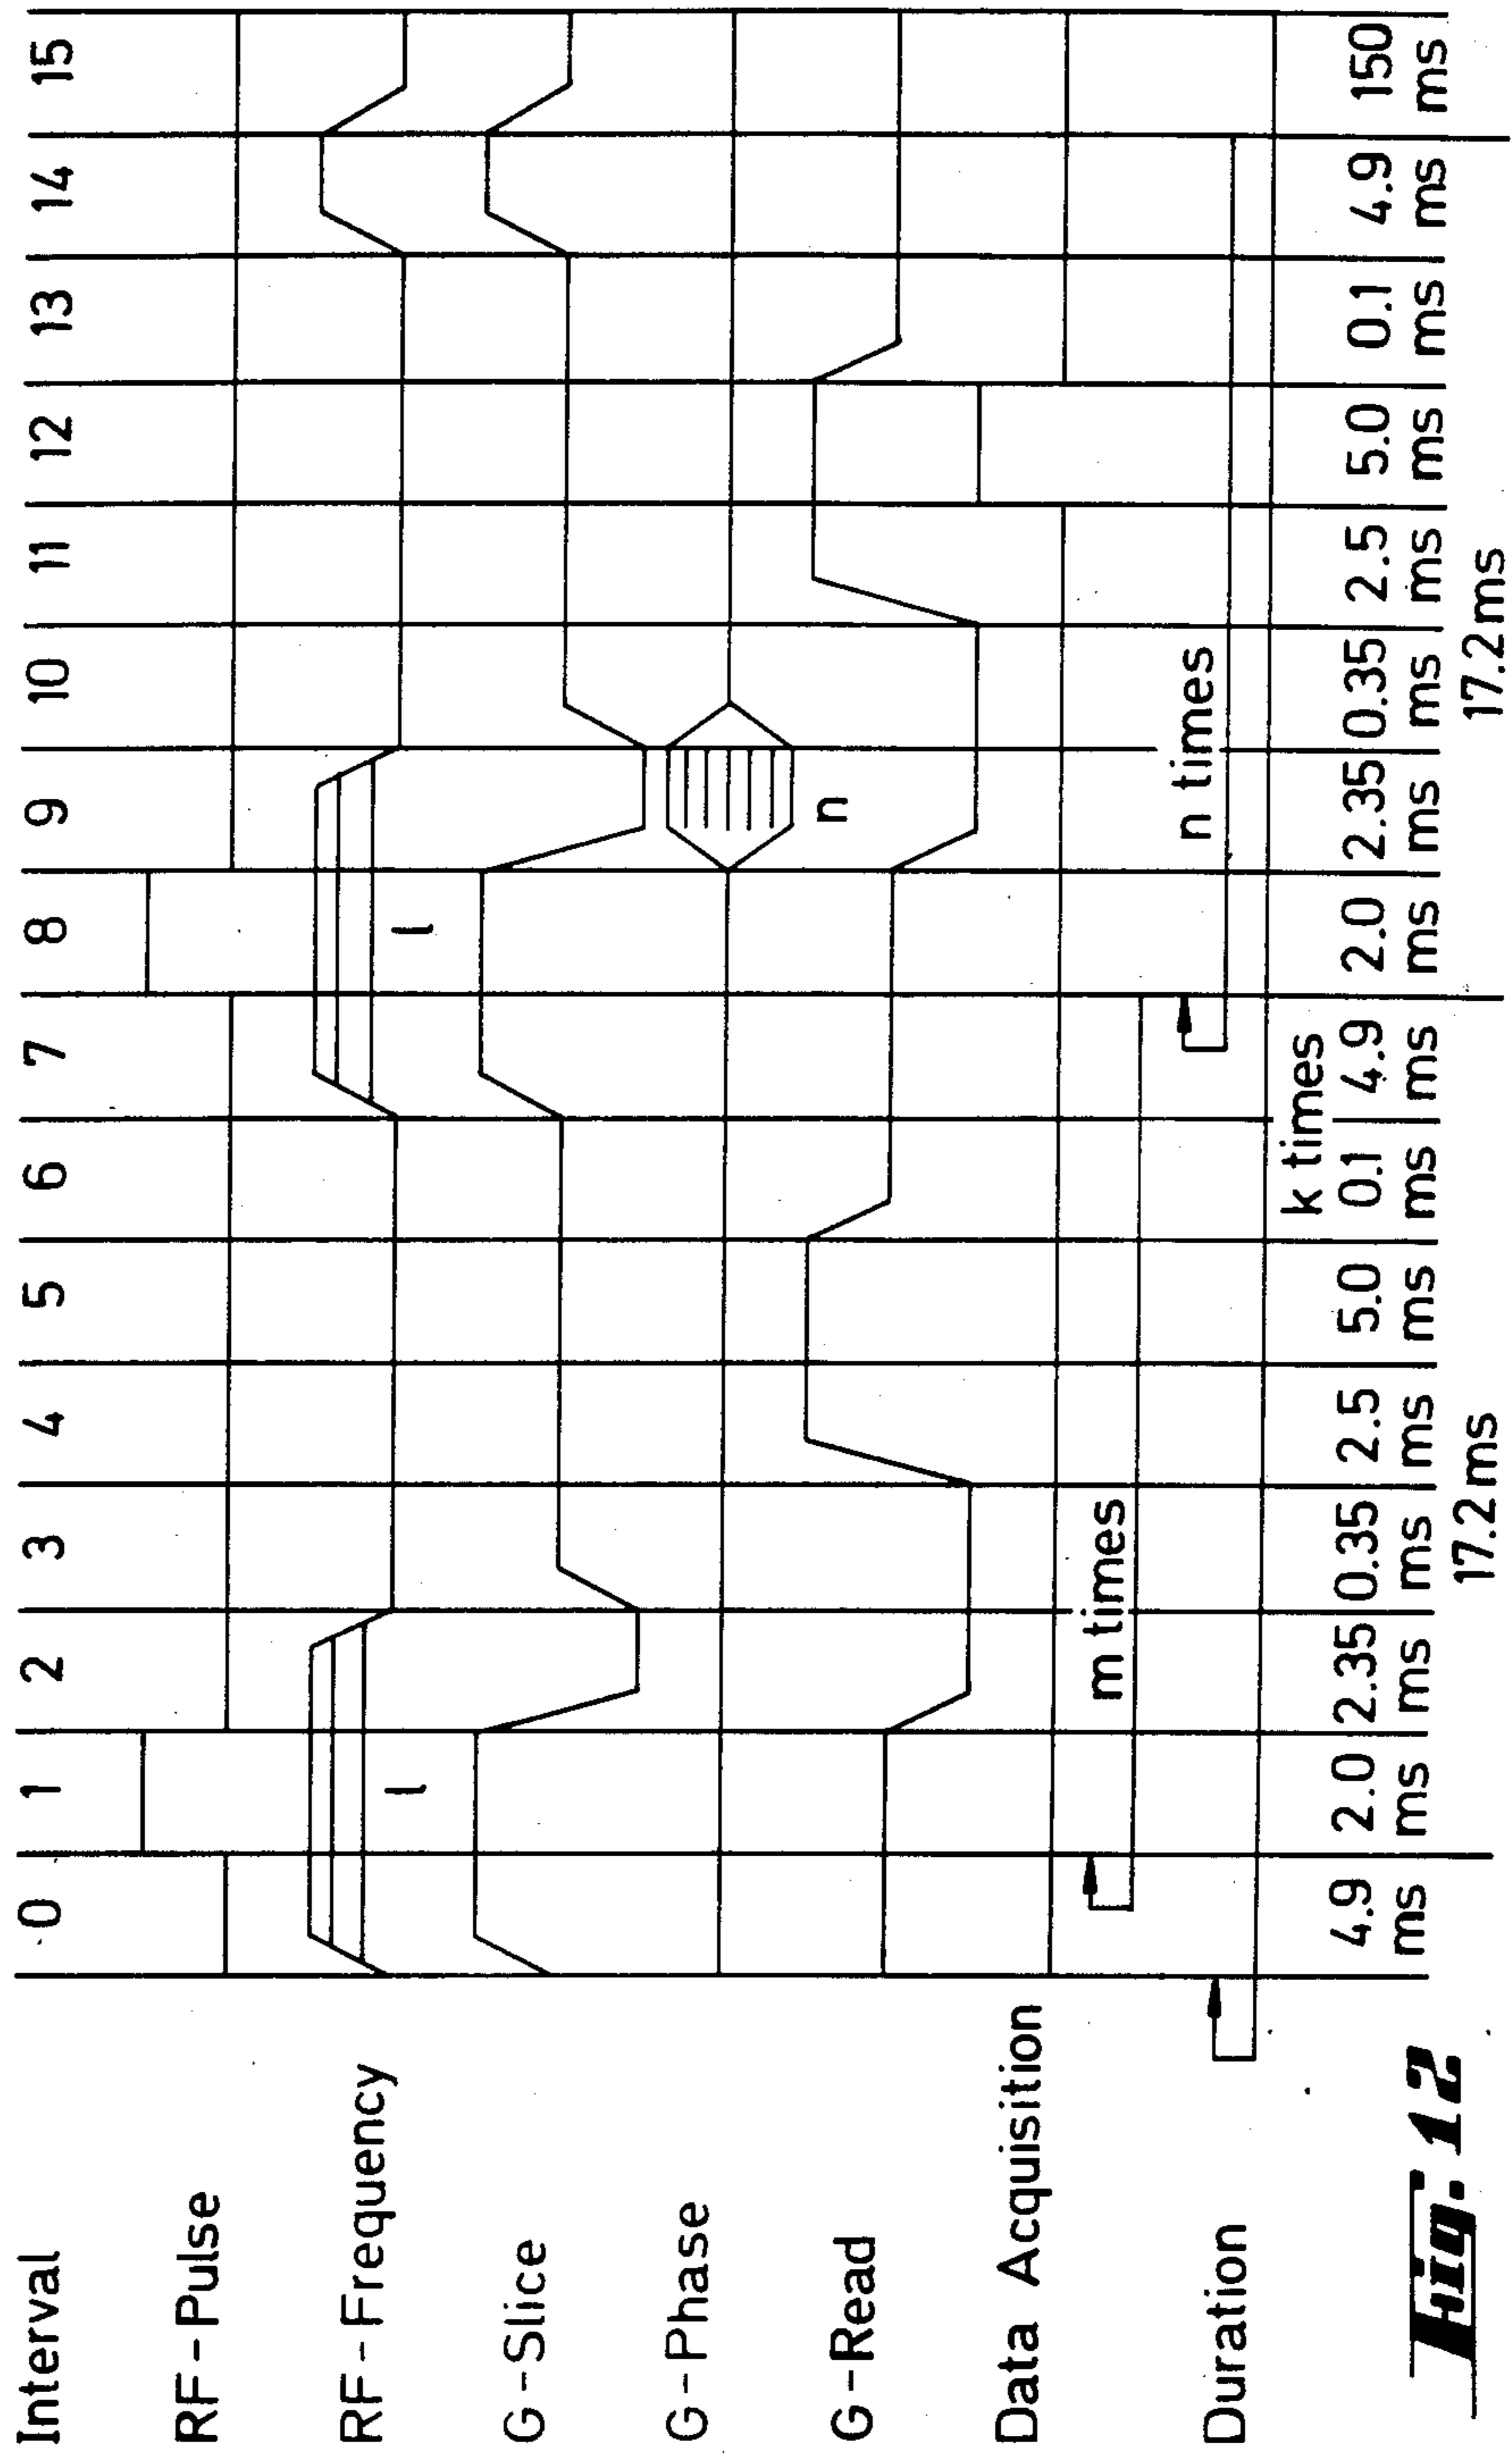 Interval 0 1 2 3 4 5 6 7 8 9 10 11 12 13 14 15
RF-Pulse
RF-Frequency
l l
G-Slice
G-Phase
n
G-Read
Data Acquisition
m times
n times
Duration
k times
4.9 2.0 2.35 0.35 2.5 5.0 0.1 4.9 2.0 2.35 0.35 2.5 5.0 0.1 4.9 150
ms ms ms ms ms ms ms ms ms ms ms ms ms ms ms ms
17.2ms 17.2ms
Fig. 12